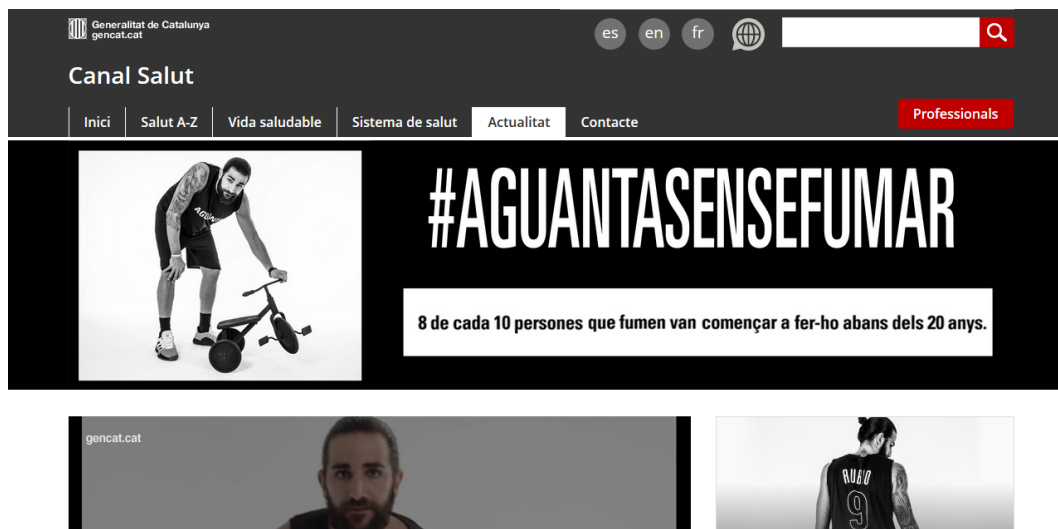 Generalitat de Catalunya
gencat.cat
es en fr
Canal Salut
Inici Salut A-Z Vida saludable Sistema de salut Actualitat Contacte
Professionals
#AGUANTASENSEFUMAR
8 de cada 10 persones que fumen van començar a fer-ho abans dels 20 anys.
gencat.cat
RUBIO
9